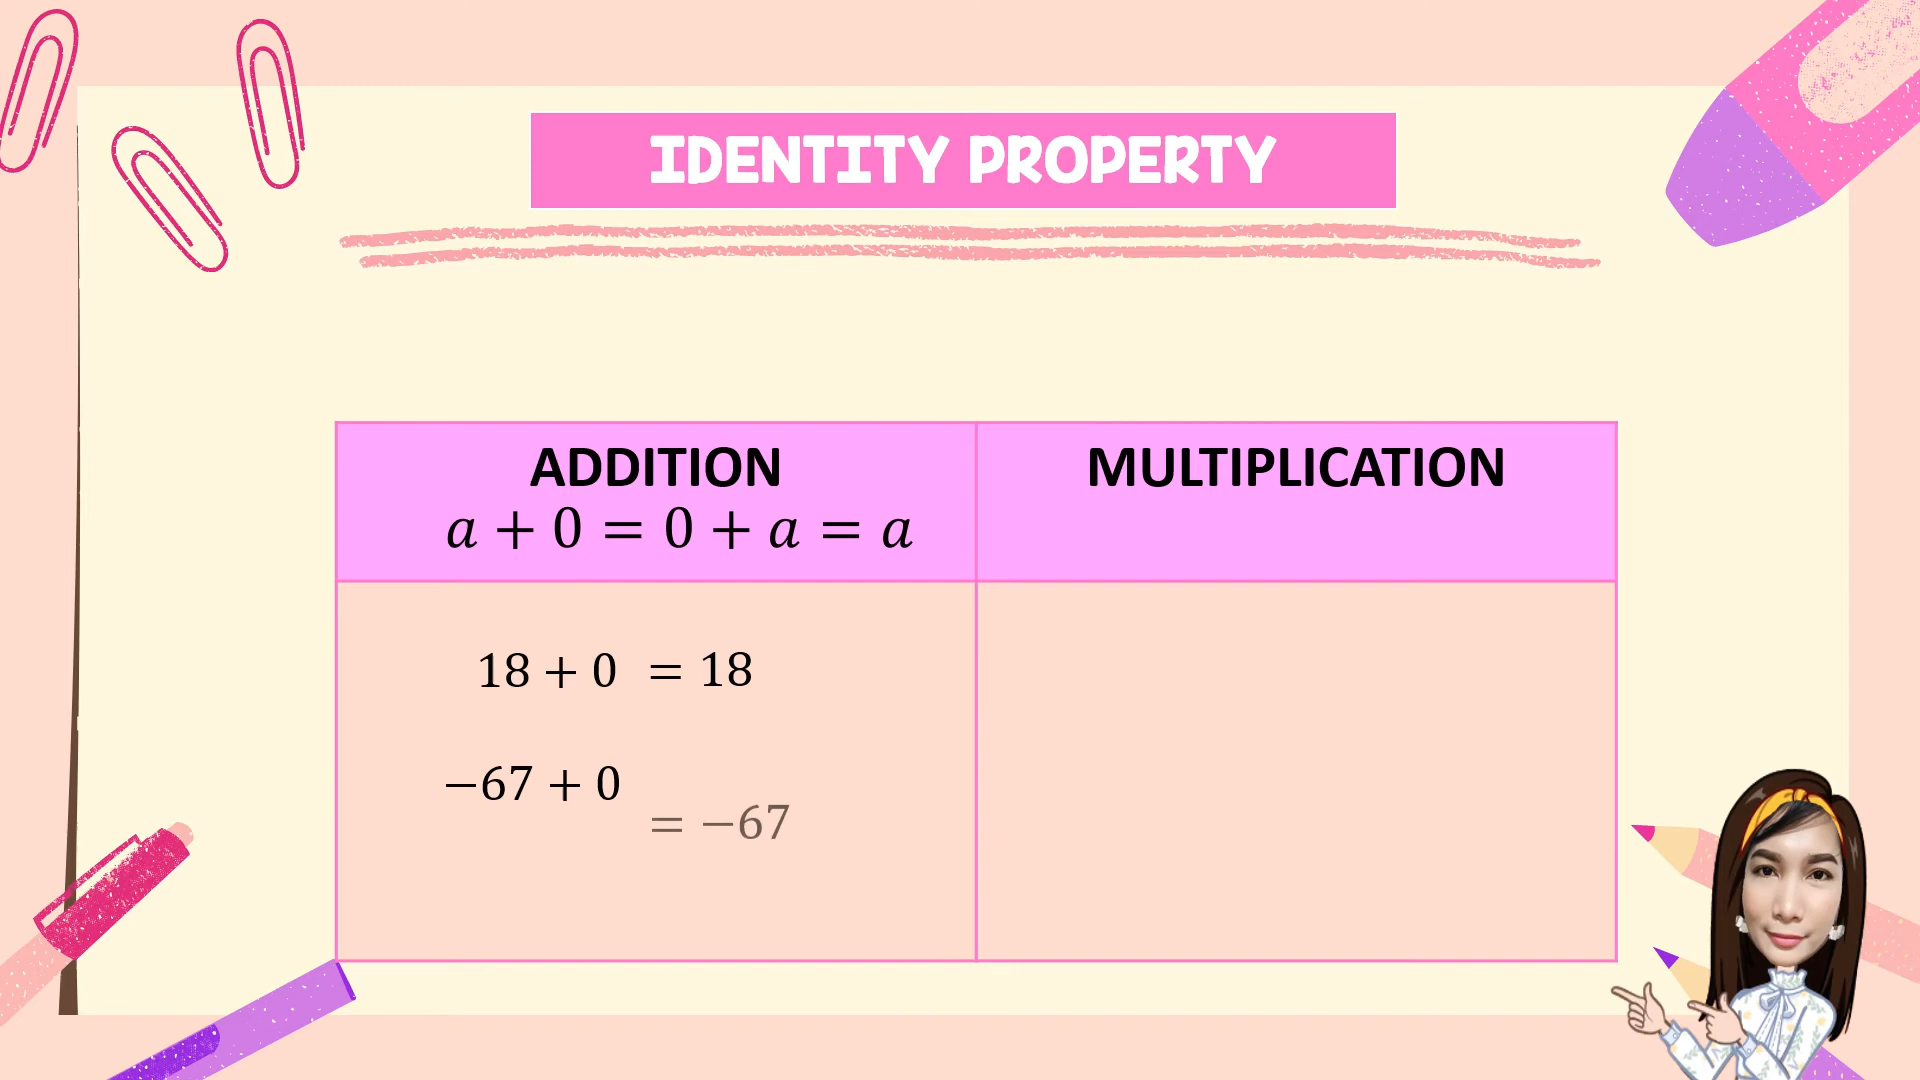 IDENTITY PROPERTY
ADDITION
𝑎 + 0 = 0 + 𝑎 = 𝑎
MULTIPLICATION
18 + 0 = 18
−67 + 0
= −67